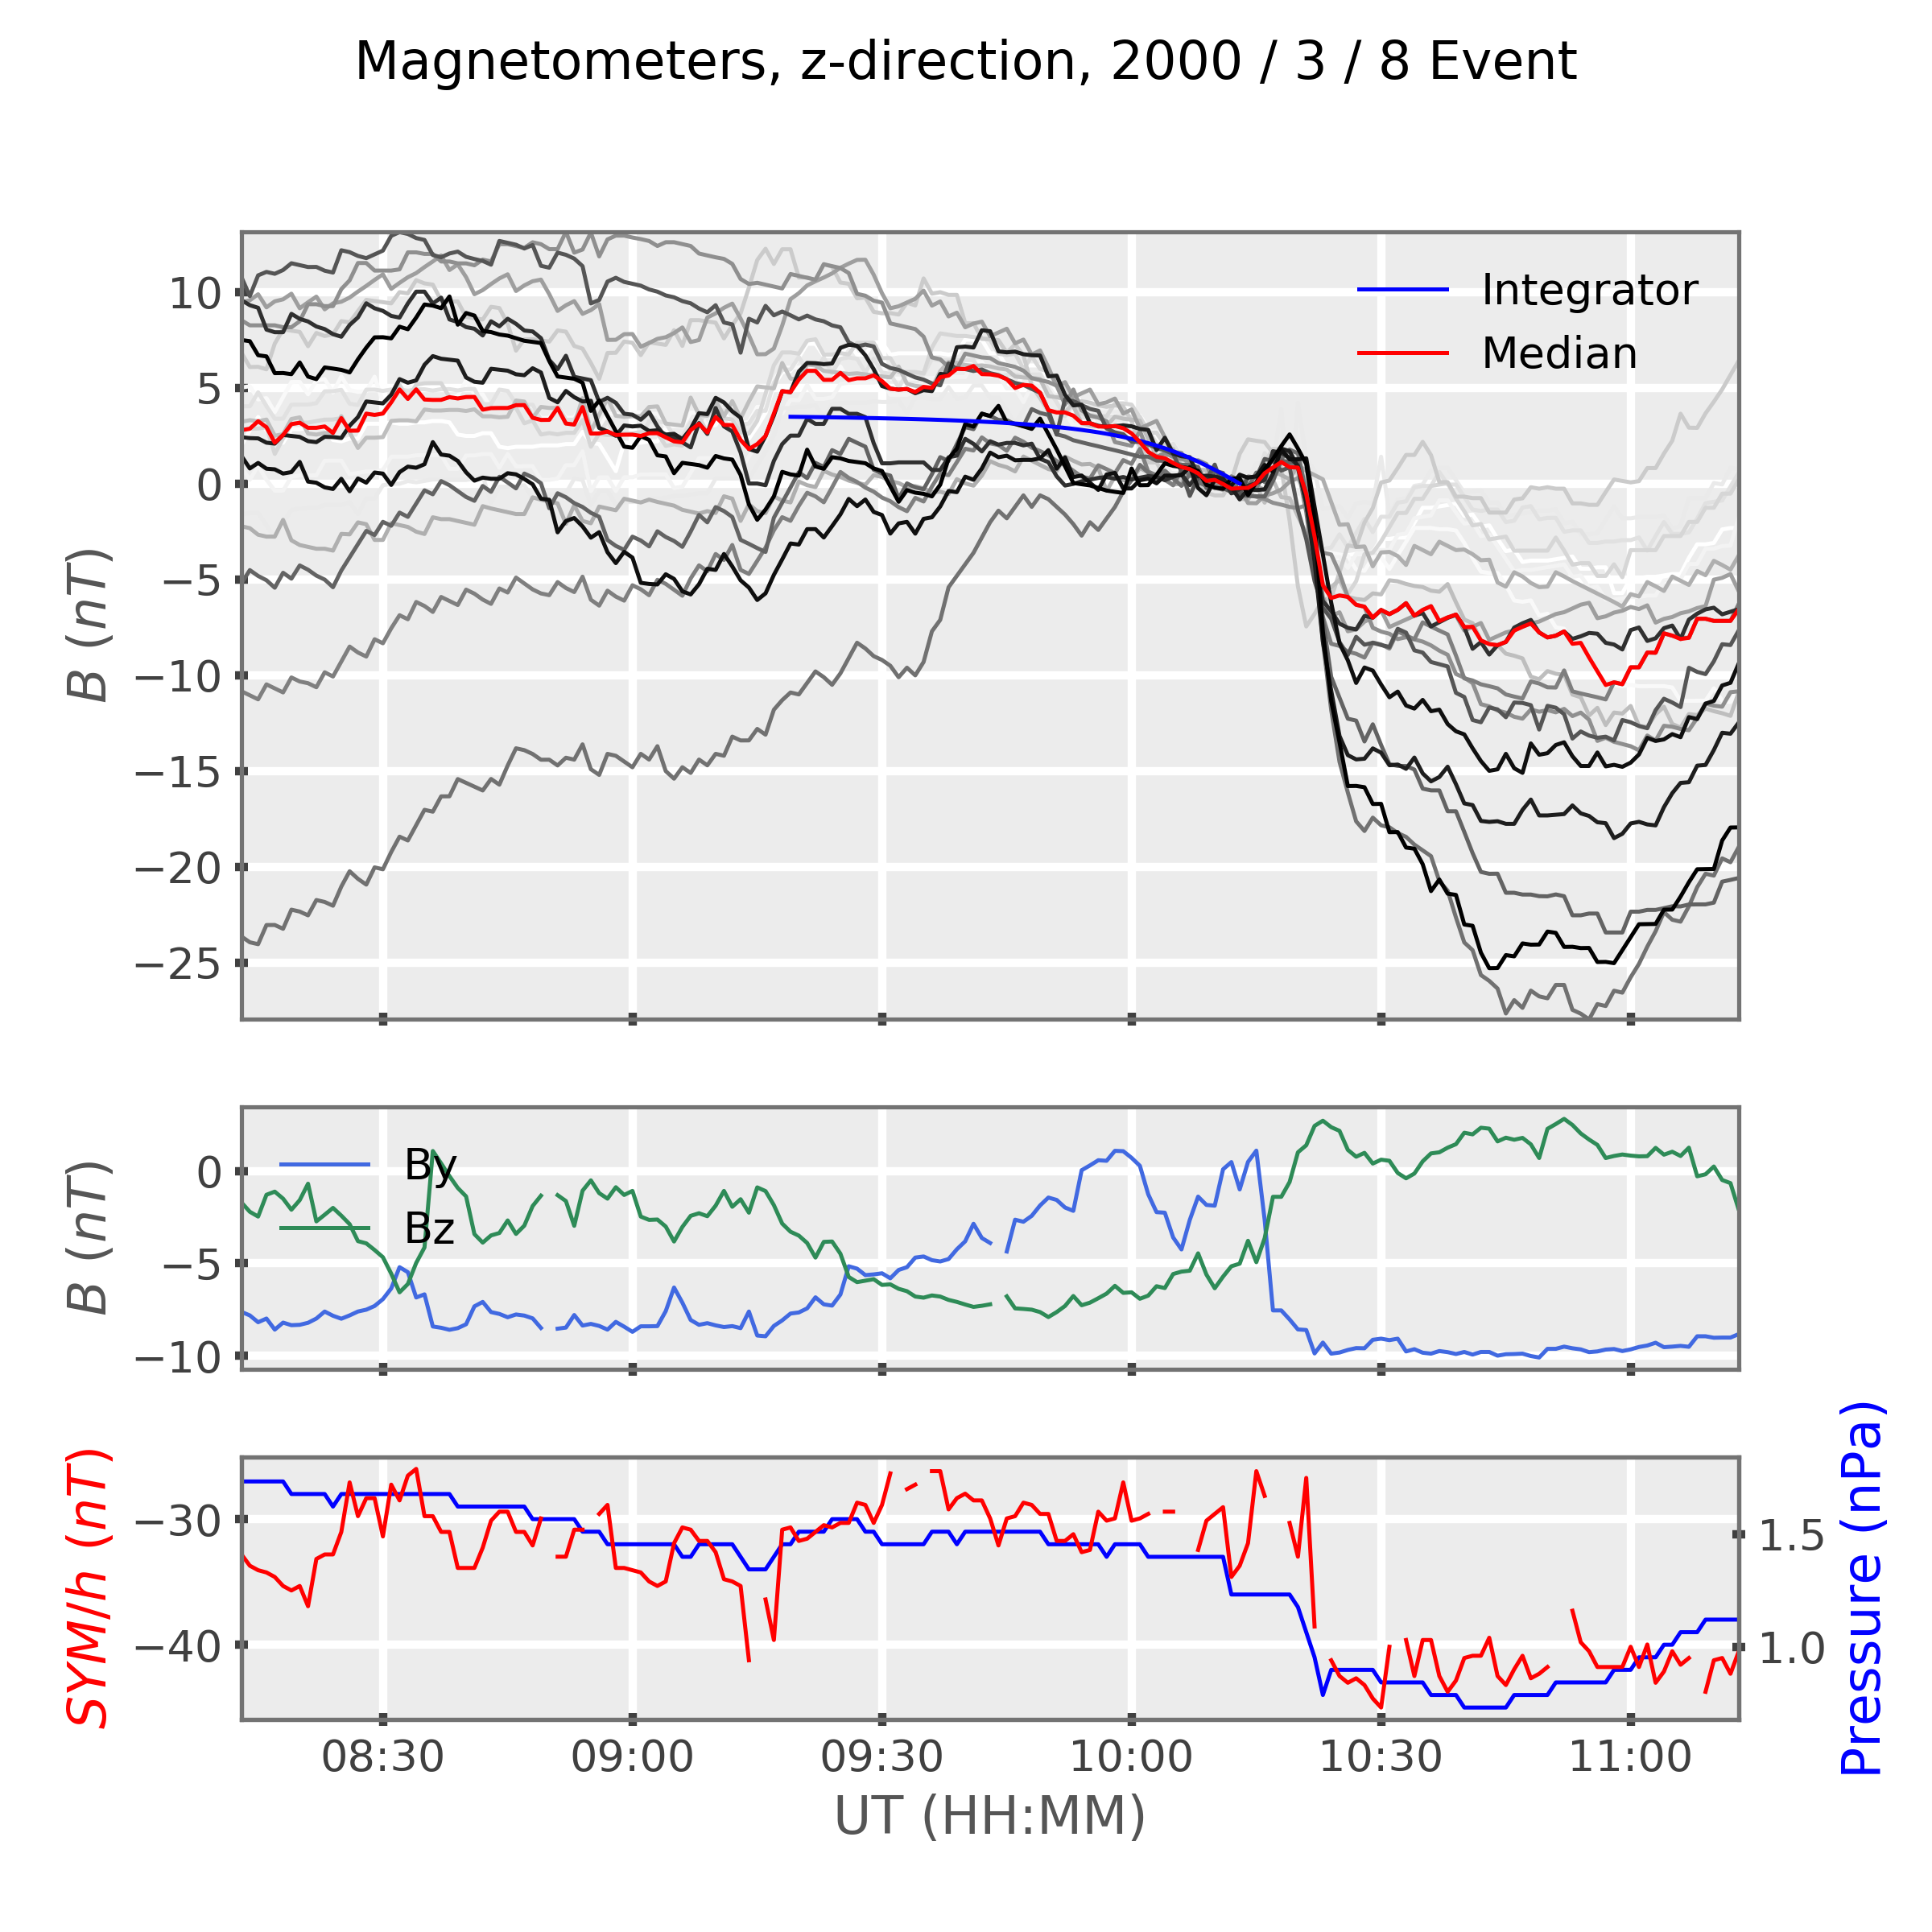 Magnetometers, z-direction, 2000 / 3 / 8 Event
B (nT)
10
5
0
−5
−10
−15
−20
−25
Integrator
Median
B (nT)
0
−5
−10
By
Bz
SYM/h (nT)
−30
−40
1.5
1.0
Pressure (nPa)
08:30 09:00 09:30 10:00 10:30 11:00
UT (HH:MM)